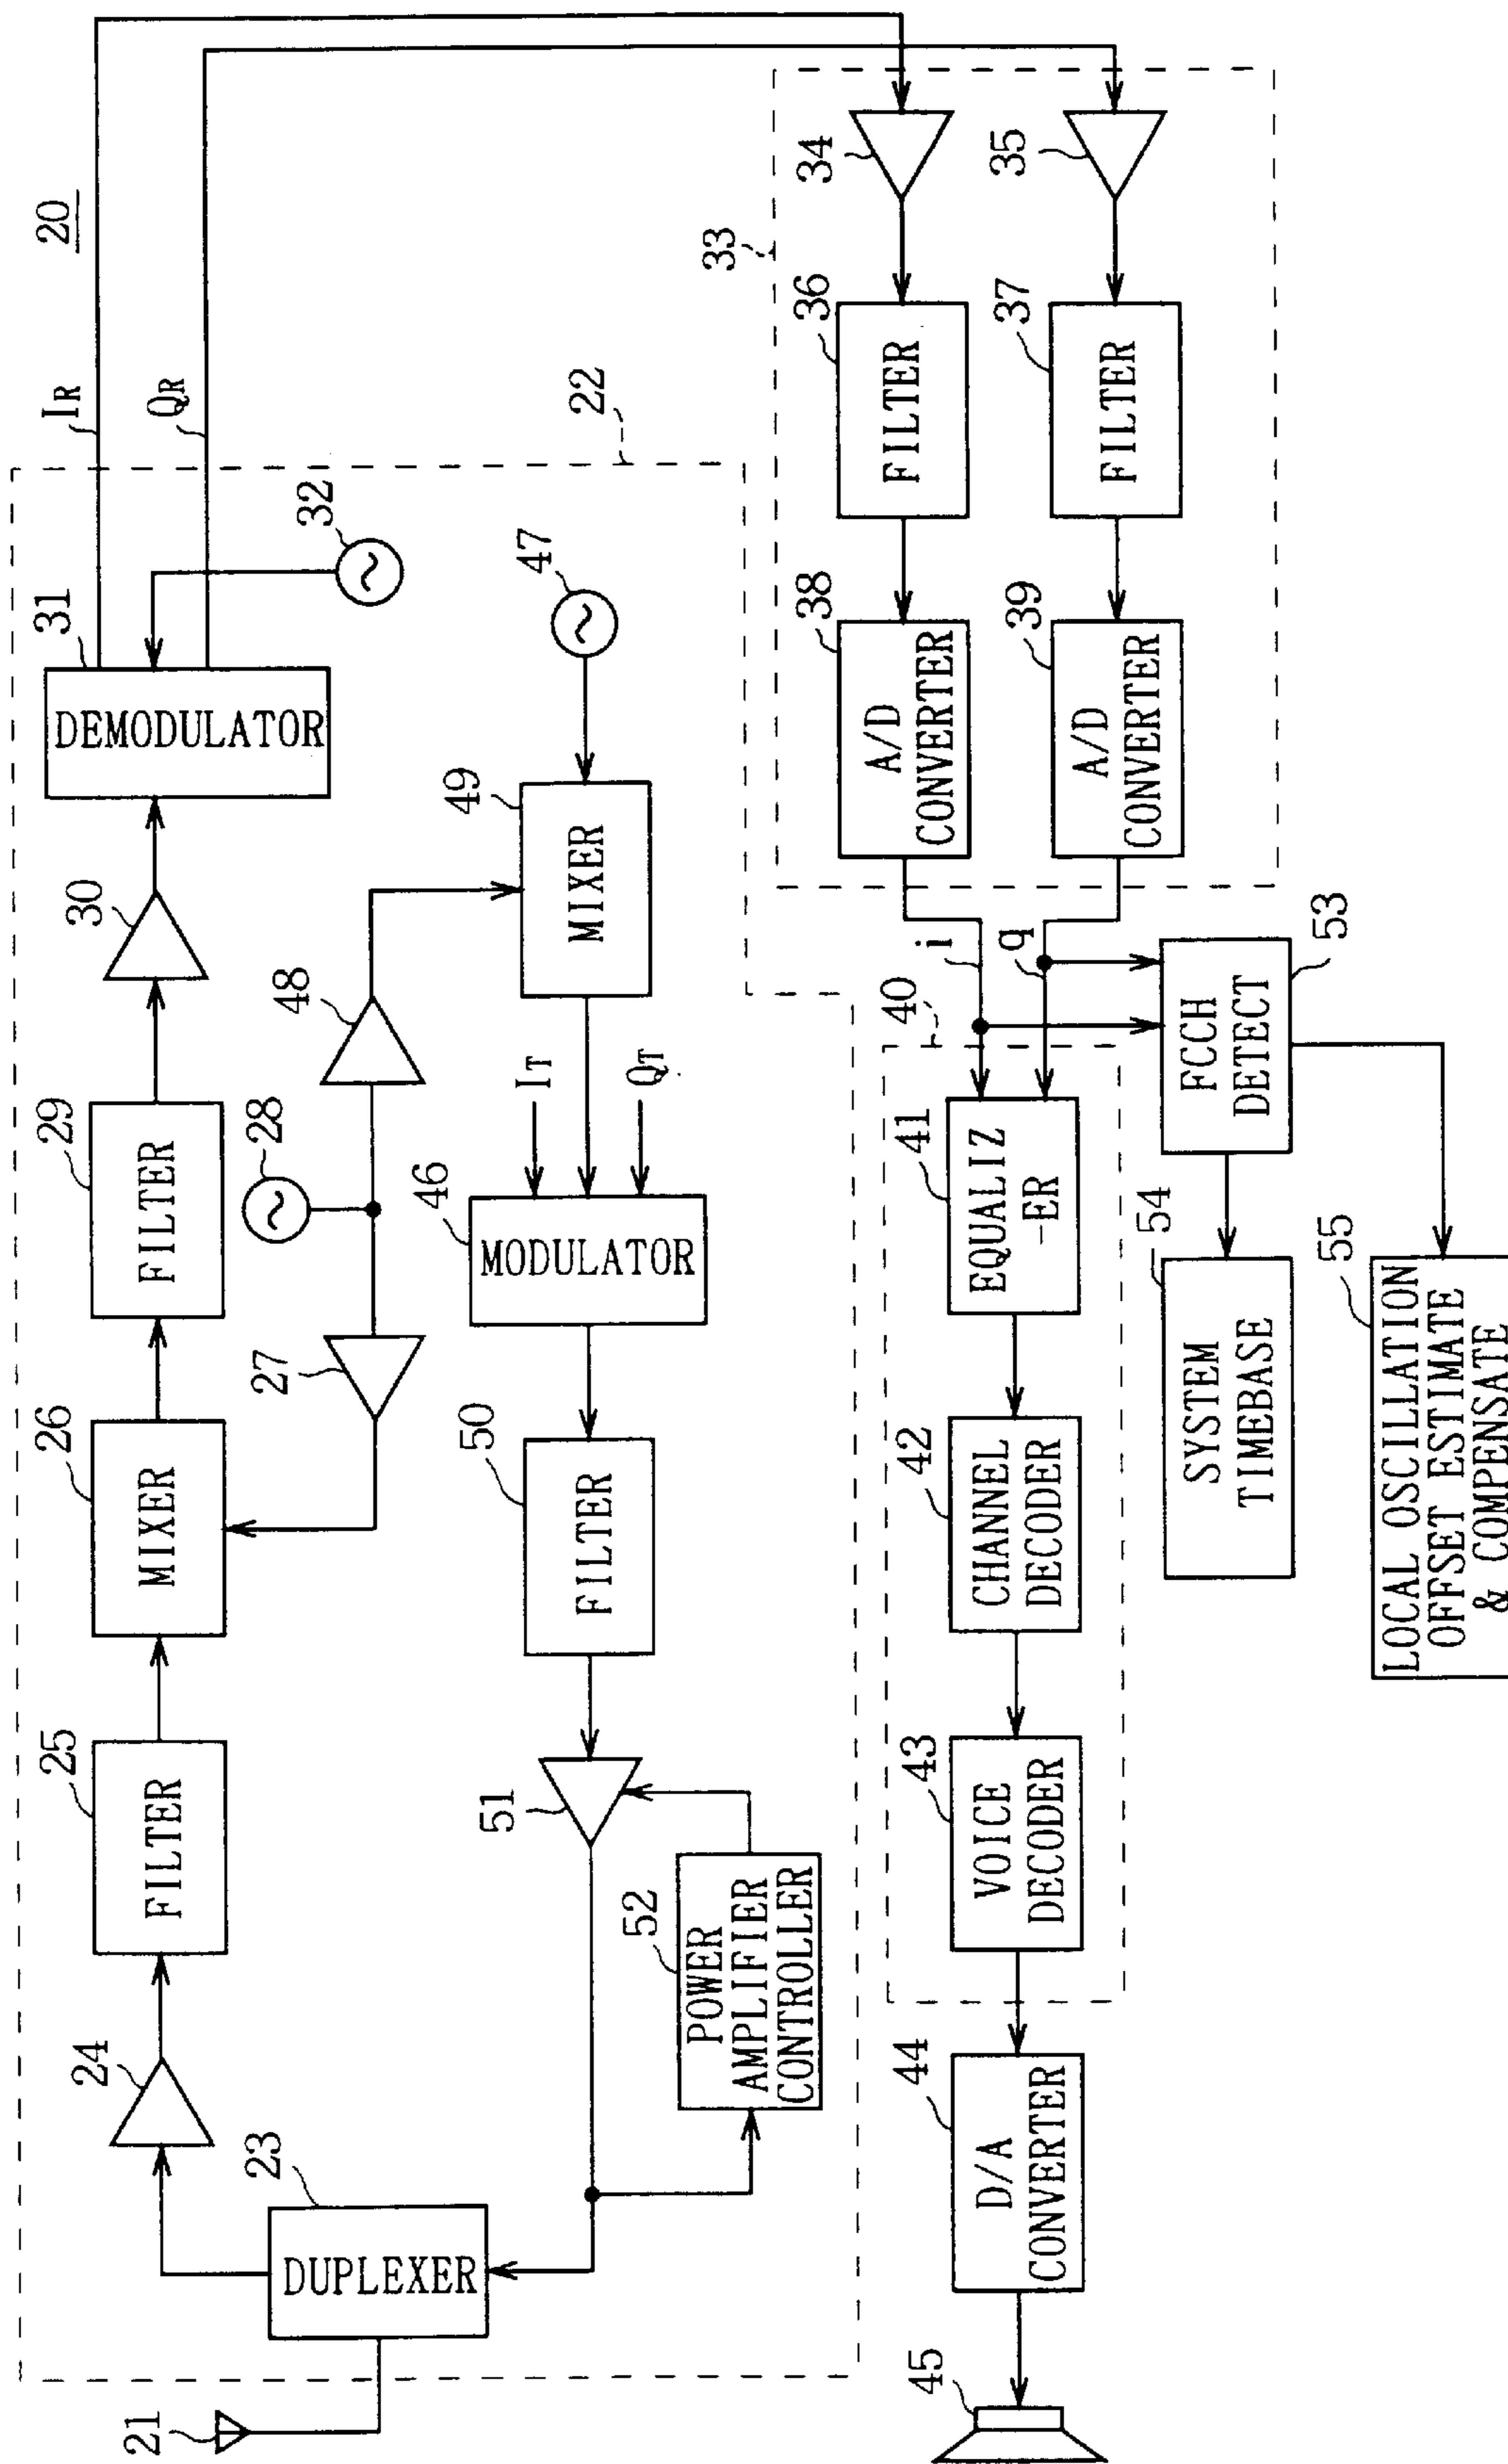 20
21
22
DUPLEXER
23
24
FILTER
25
MIXER
26
27
28
FILTER
29
30
DEMODULATOR
31
32
IR
QR
47
MIXER
49
48
IT
QT
MODULATOR
46
FILTER
50
51
POWER
AMPLIFIER
CONTROLLER
52
33
34
35
FILTER
36
FILTER
37
A/D
CONVERTER
38
A/D
CONVERTER
39
i
q
40
EQUALIZ
-ER
41
CHANNEL
DECODER
42
VOICE
DECODER
43
D/A
CONVERTER
44
45
FCCH
DETECT
53
SYSTEM
TIMEBASE
54
LOCAL OSCILLATION
OFFSET ESTIMATE
& COMPENSATE
55